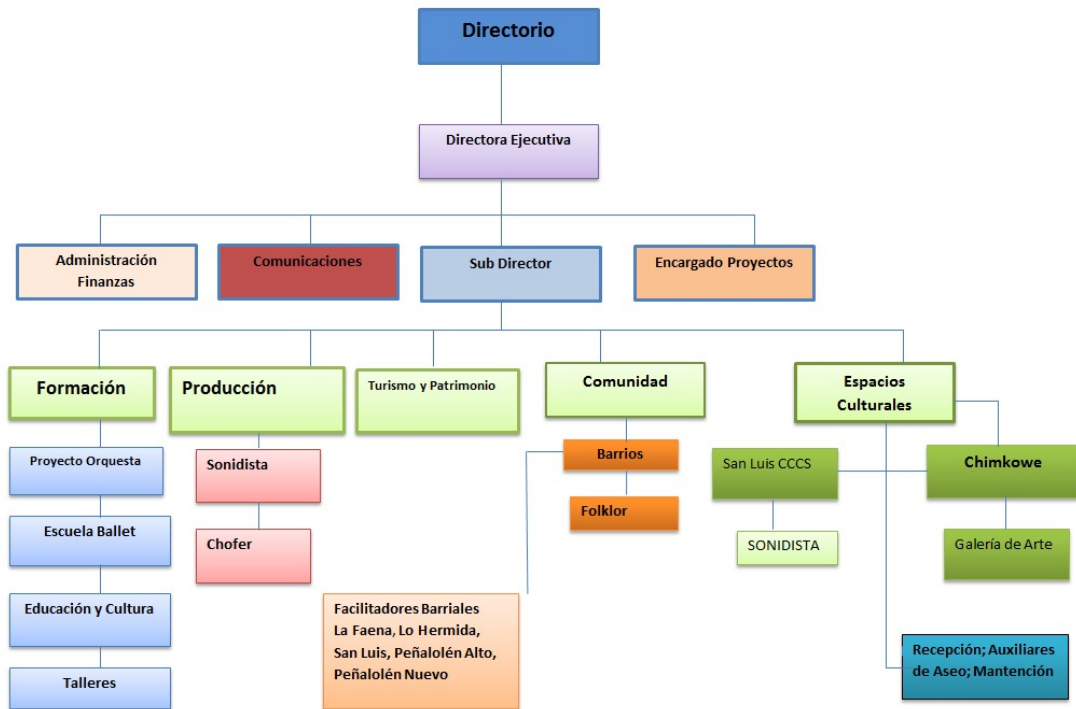 Directorio
Directora Ejecutiva
Administración
Finanzas
Comunicaciones
Sub Director
Encargado Proyectos
Formación
Producción
Turismo y Patrimonio
Comunidad
Espacios
Culturales
Proyecto Orquesta
Escuela Ballet
Educación y Cultura
Talleres
Sonidista
Chofer
Barrios
Folklor
Facilitadores Barriales
La Faena, Lo Hermida,
San Luis, Peñalolén Alto,
Peñalolén Nuevo
San Luis CCCS
SONIDISTA
Chimkowe
Galería de Arte
Recepción; Auxiliares
de Aseo; Mantención